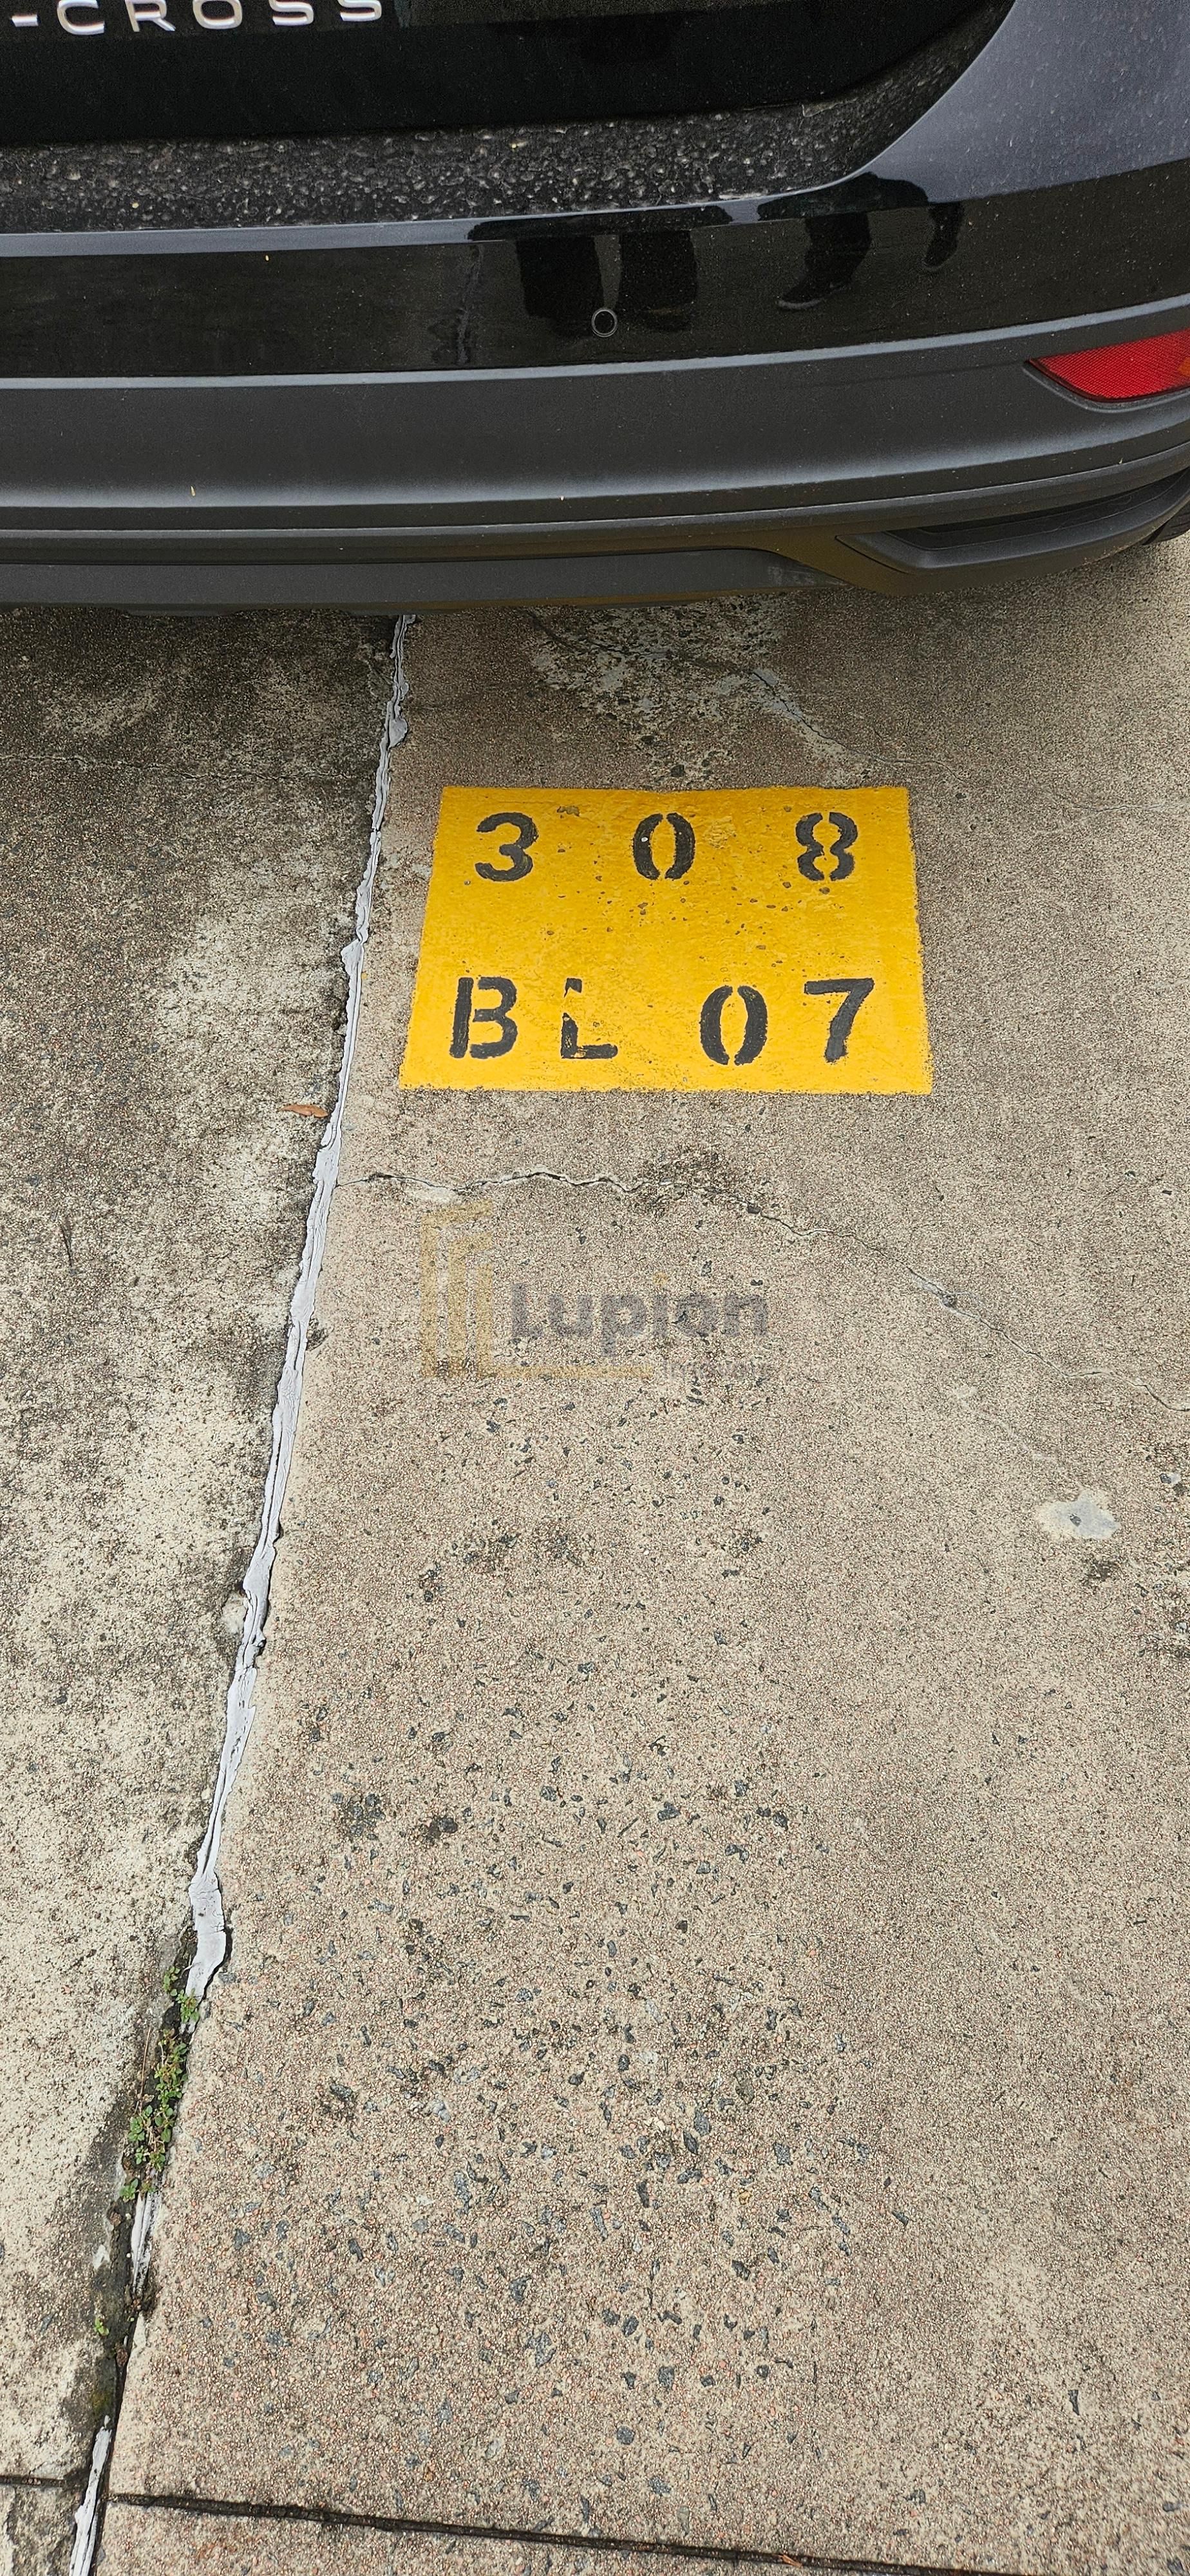 -CROSS
3 0 8
BL 07
Lupion